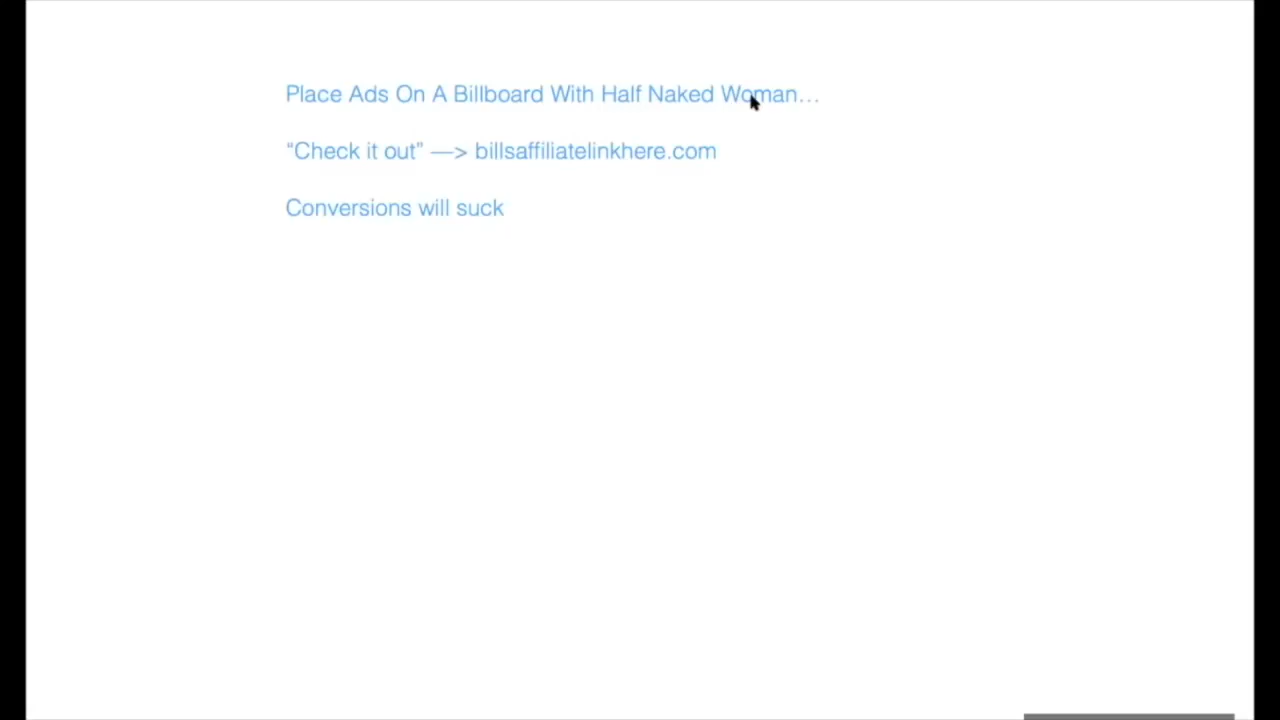 Place Ads On A Billboard With Half Naked Woman…
“Check it out” —> billsaffiliatelinkhere.com
Conversions will suck